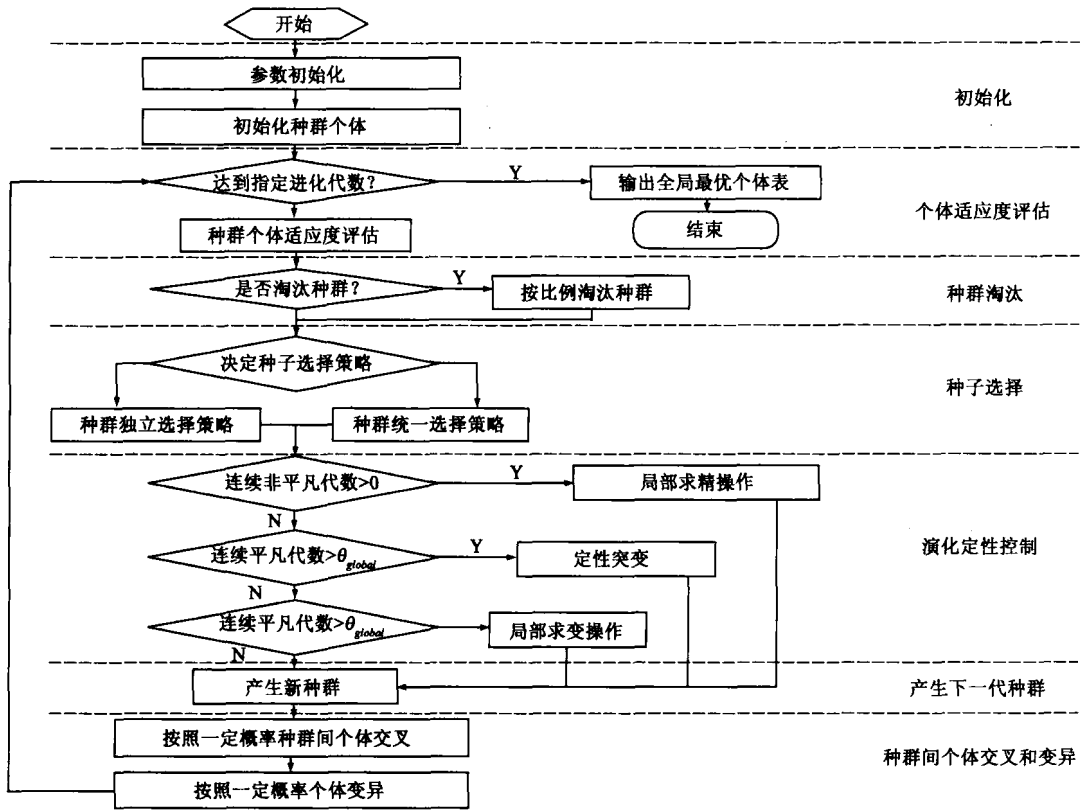 开始
参数初始化
初始化种群个体
初始化
达到指定进化代数?
Y
输出全局最优个体表
结束
种群个体适应度评估
个体适应度评估
是否淘汰种群?
Y
按比例淘汰种群
种群淘汰
决定种子选择策略
种群独立选择策略
种群统一选择策略
种子选择
连续非平凡代数>0
Y
局部求精操作
N
连续平凡代数>θglobal
Y
定性突变
演化定性控制
N
连续平凡代数>θglobal
局部求变操作
N
产生新种群
产生下一代种群
按照一定概率种群间个体交叉
按照一定概率个体变异
种群间个体交叉和变异